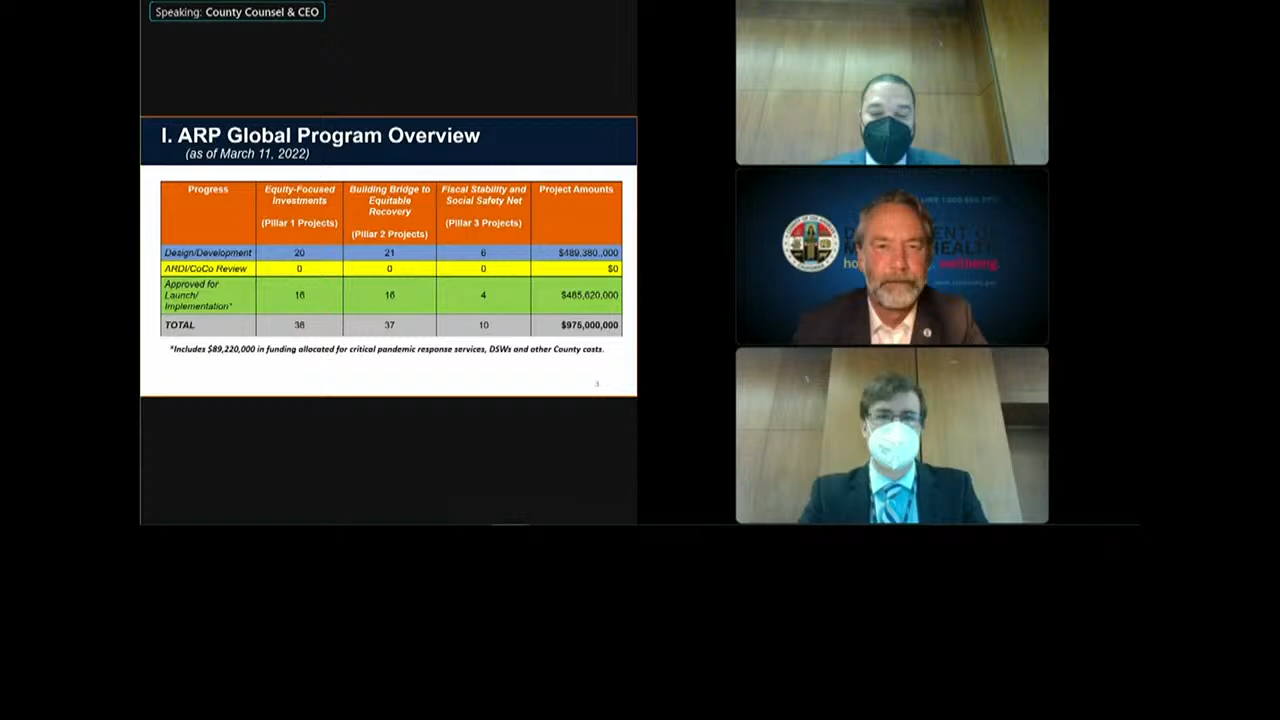 Speaking: County Counsel & CEO
I. ARP Global Program Overview
(as of March 11, 2022)
Progress
Equity-Focused
Investments
(Pillar 1 Projects)
Building Bridge to
Equitable
Recovery
(Pillar 2 Projects)
Fiscal Stability and
Social Safety Net
(Pillar 3 Projects)
Project Amounts
Design/Development 20 21 6 $489,380,,000
ARDI/CoCo Review 0 0 0 $0
Approved for
Launch/
Implementation*
16 16 4 $485,620,000
TOTAL 36 37 10 $975,000,000
*Includes $89,220,000 in funding allocated for critical pandemic response services, DSWs and other County costs.
3
wellbeing.